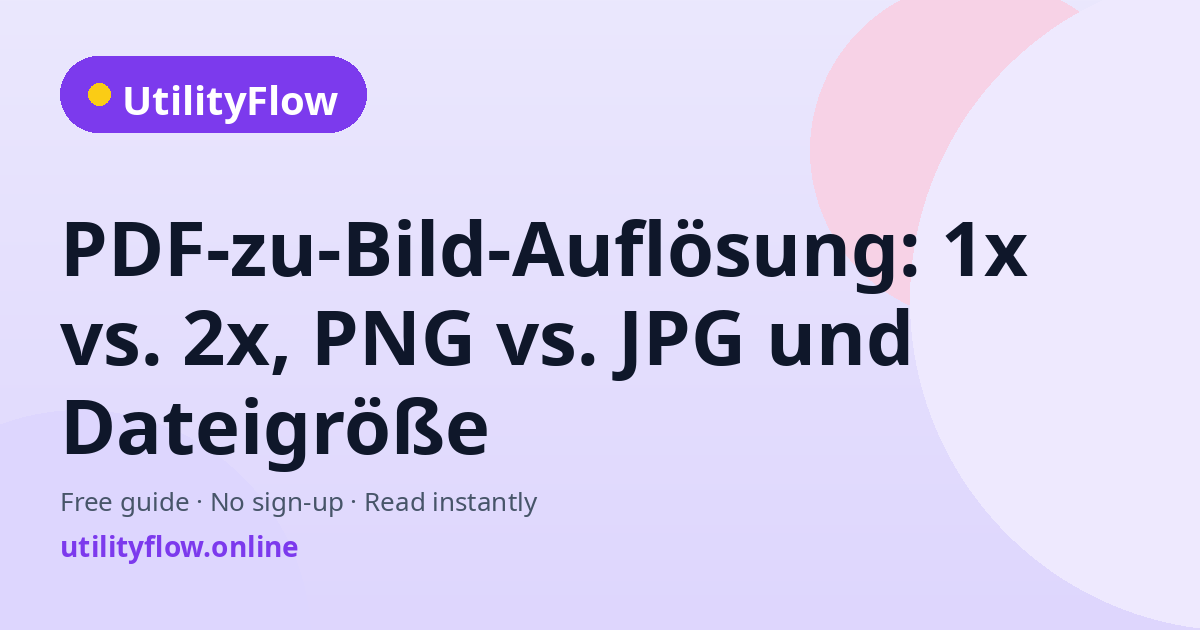 UtilityFlow
PDF-zu-Bild-Auflösung: 1x
vs. 2x, PNG vs. JPG und
Dateigröße
Free guide · No sign-up · Read instantly
utilityflow.online